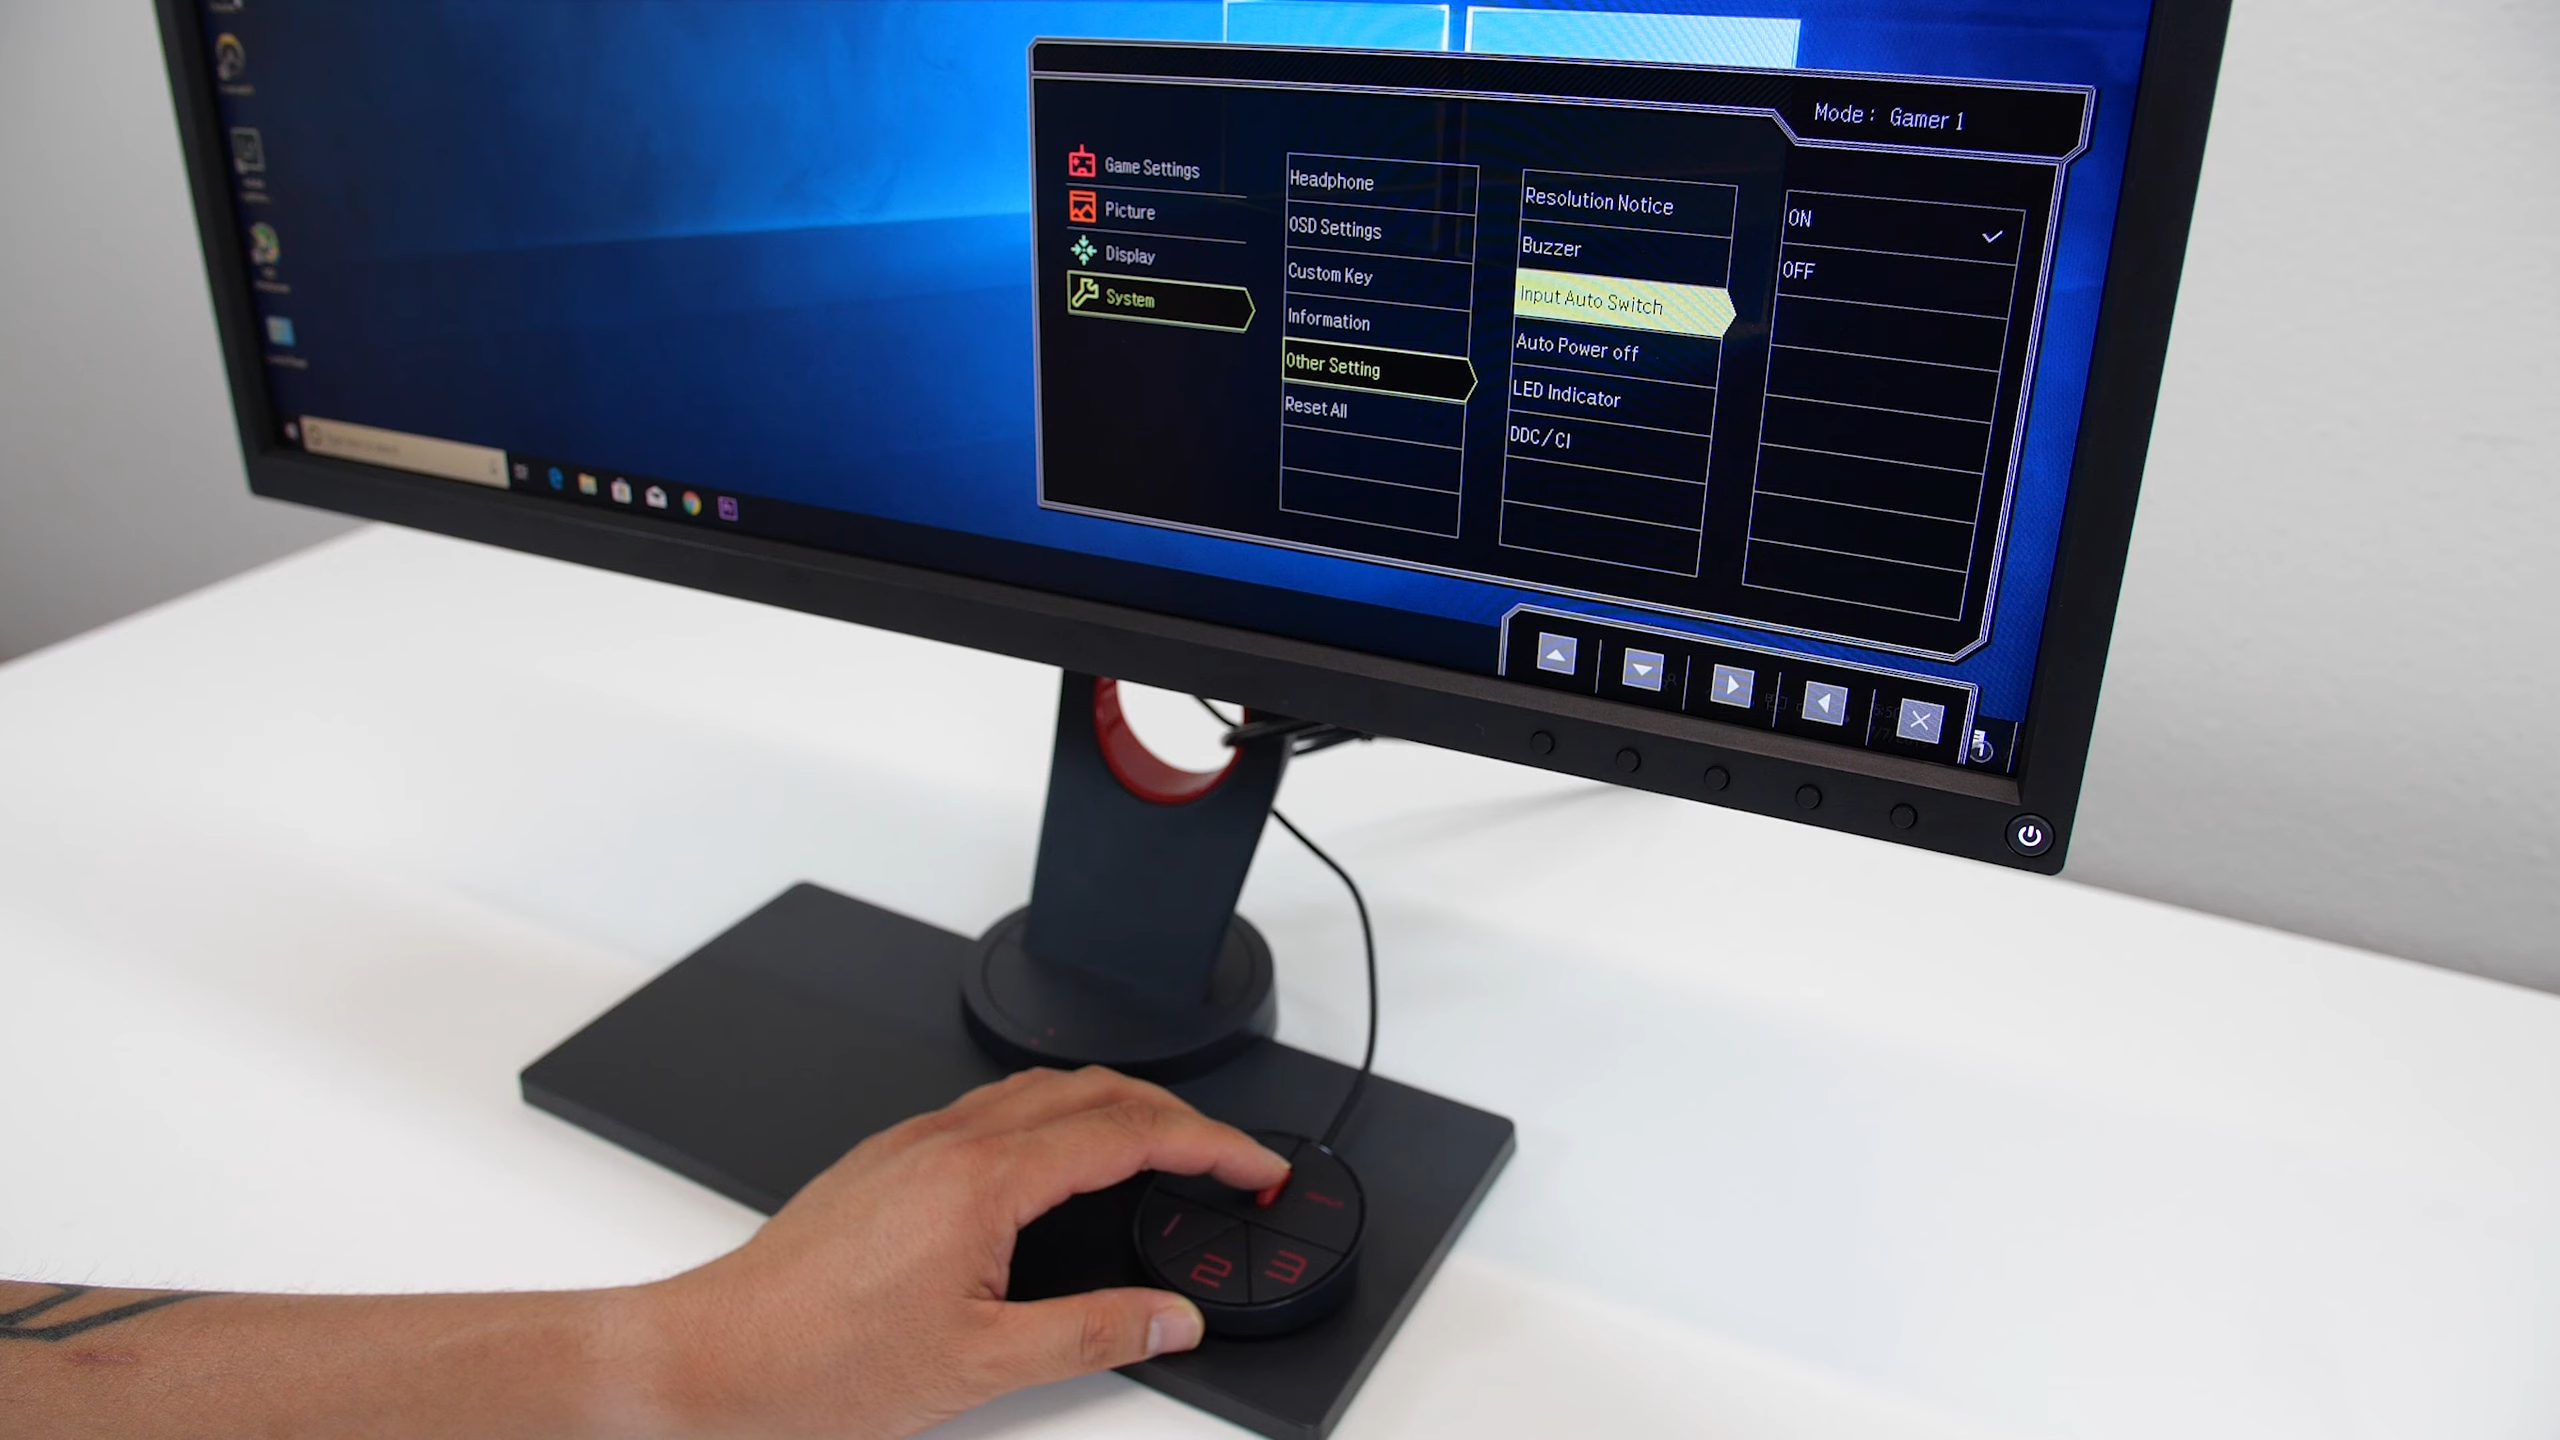 Mode: Gamer 1
Game Settings
Picture
Display
System
Headphone
OSD Settings
Custom Key
Information
Other Setting
Reset All
Resolution Notice
Buzzer
Input Auto Switch
Auto Power off
LED Indicator
DDC/CI
ON
OFF
1
2
3